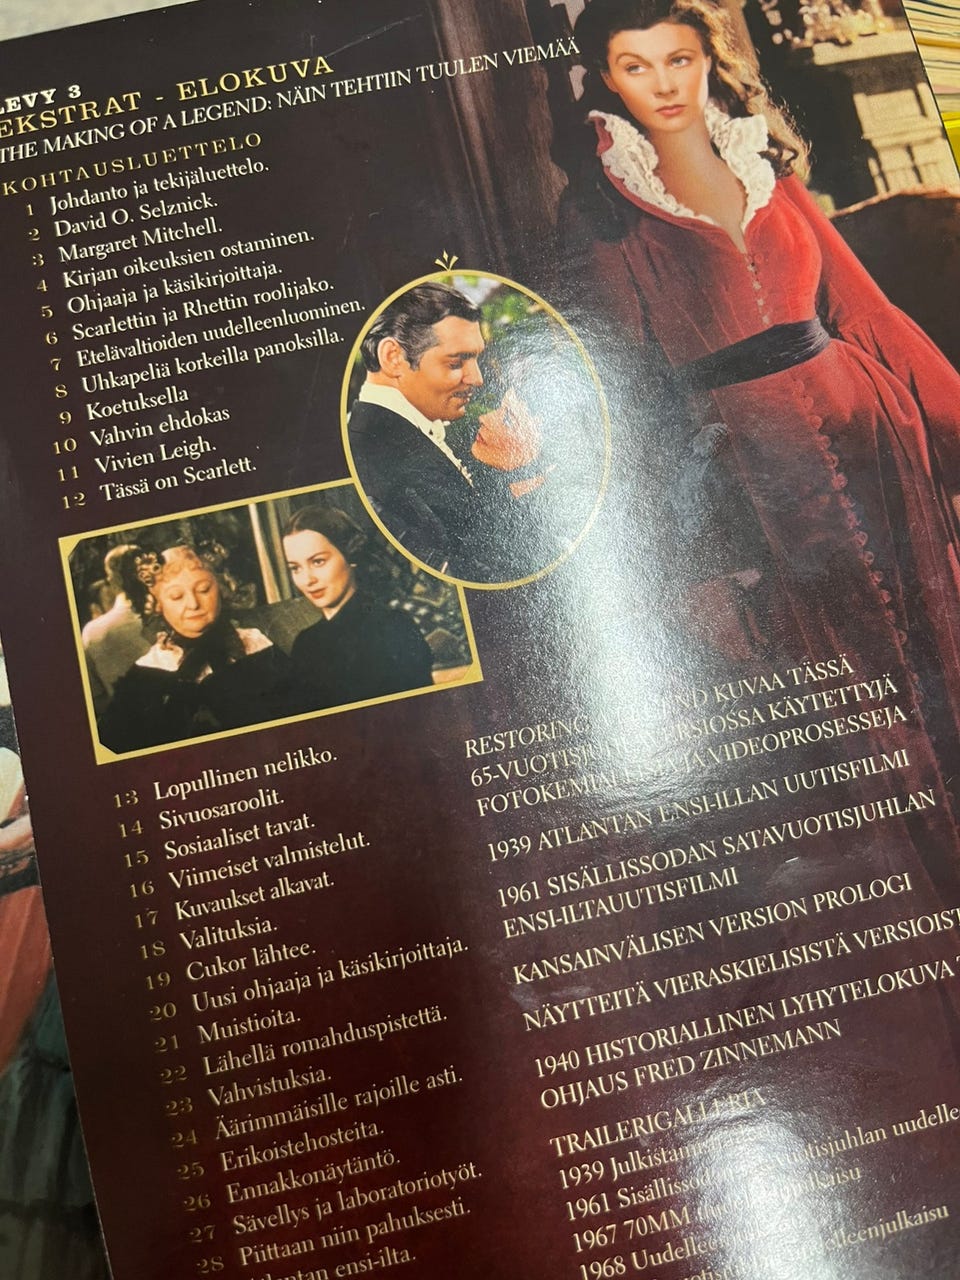 LEVY 3
EKSTRAT - ELOKUVA
THE MAKING OF A LEGEND: NÄIN TEHTIIN TUULEN VIEMÄÄ
KOHTAUSLUETTELO
1 Johdanto ja tekijäluettelo.
2 David O. Selznick.
3 Margaret Mitchell.
4 Kirjan oikeuksien ostaminen.
5 Ohjaaja ja käsikirjoittaja.
6 Scarlettin ja Rhettin roolijako.
7 Etelävaltioiden uudelleenluominen.
8 Uhkapeliä korkeilla panoksilla.
9 Koetuksella
10 Vahvin ehdokas
11 Vivien Leigh.
12 Tässä on Scarlett.
13 Lopullinen nelikko.
14 Sivuosaroolit.
15 Sosiaaliset tavat.
16 Viimeiset valmistelut.
17 Kuvaukset alkavat.
18 Valituksia.
19 Cukor lähtee.
20 Uusi ohjaaja ja käsikirjoittaja.
21 Muistioita.
22 Lähellä romahduspistettä.
23 Vahvistuksia.
24 Äärimmäisille rajoille asti.
25 Erikoistehosteita.
26 Ennakkonäytäntö.
27 Sävellys ja laboratoriotyöt.
28 Piittaan niin pahuksesti.
ensi-ilta.
RESTORING KUVAA TÄSSÄ
65-VUOTISJUHLAVERSIOSSA KÄYTETTYJÄ
FOTOKEMIALLISIA JA VIDEOPROSESSEJA -
1939 ATLANTAN ENSI-ILLAN UUTISFILMI
1961 SISÄLLISSODAN SATAVUOTISJUHLAN
ENSI-ILTAUUTISFILMI
KANSAINVÄLISEN VERSION PROLOGI
NÄYTTEITÄ VIERASKIELISISTÄ
1940 HISTORIALLINEN LYHYTELOKUVA
OHJAUS FRED ZINNEMANN
TRAILERIGALLERIA
1939
1961
1967 70MM
1968